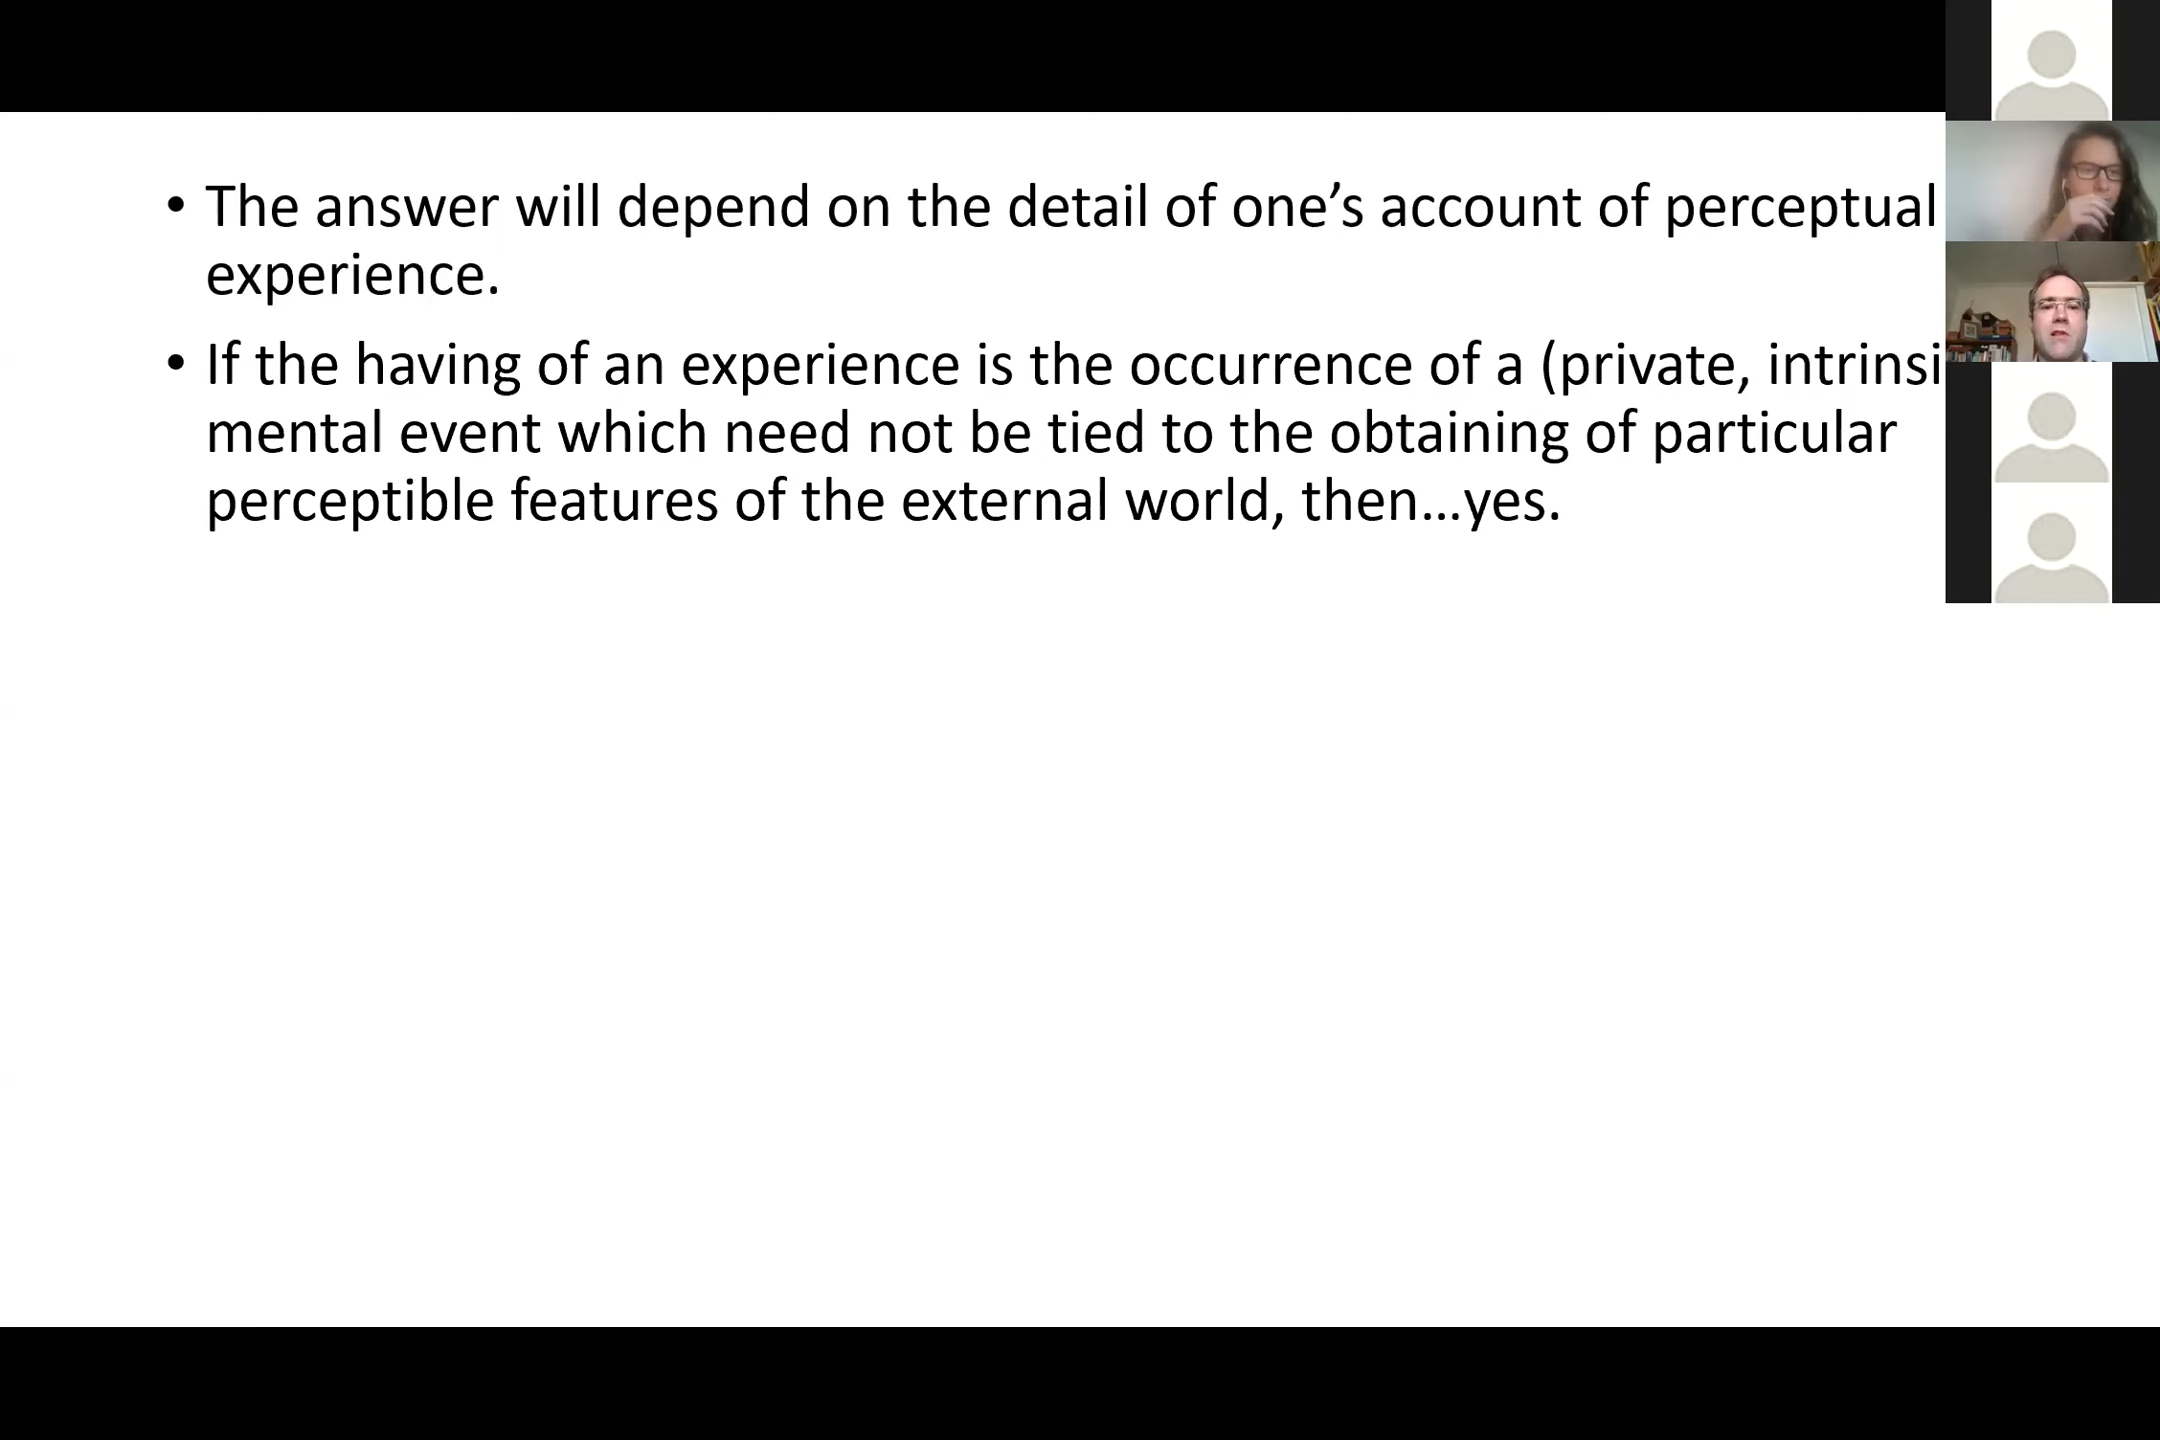 • The answer will depend on the detail of one’s account of perceptual
experience.
• If the having of an experience is the occurrence of a (private, intrinsi
mental event which need not be tied to the obtaining of particular
perceptible features of the external world, then…yes.